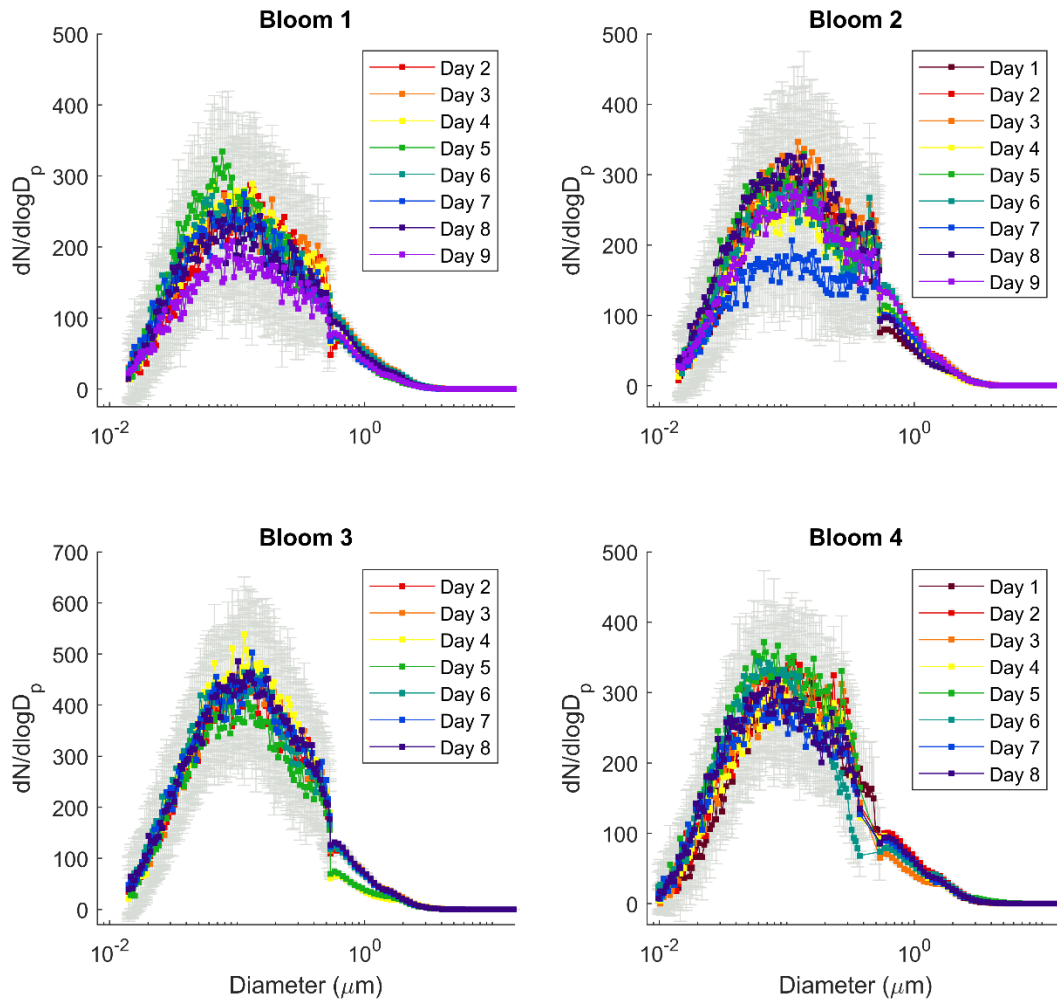 Bloom 1
500
400
300
200
100
0
dN/dlogD_p
10^-2
10^0
Day 2
Day 3
Day 4
Day 5
Day 6
Day 7
Day 8
Day 9
Bloom 2
500
400
300
200
100
0
dN/dlogD_p
10^-2
10^0
Day 1
Day 2
Day 3
Day 4
Day 5
Day 6
Day 7
Day 8
Day 9
Bloom 3
700
600
500
400
300
200
100
0
dN/dlogD_p
10^-2
10^0
Diameter (μm)
Day 2
Day 3
Day 4
Day 5
Day 6
Day 7
Day 8
Bloom 4
500
400
300
200
100
0
dN/dlogD_p
10^-2
10^0
Diameter (μm)
Day 1
Day 2
Day 3
Day 4
Day 5
Day 6
Day 7
Day 8